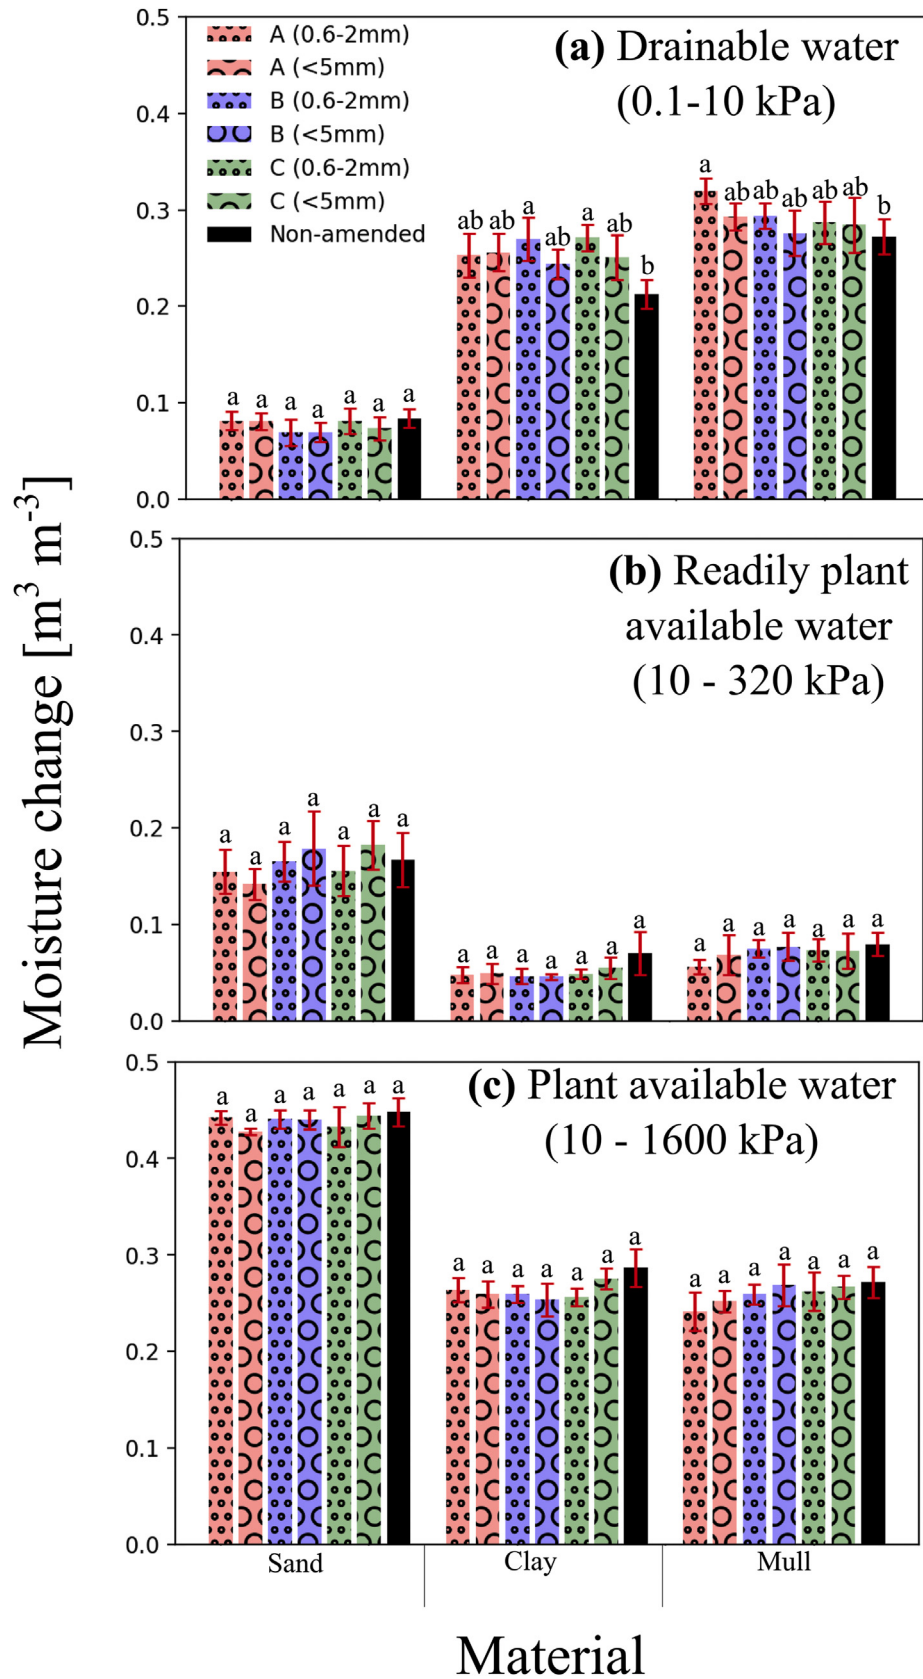 Moisture change [m³ m⁻³]
0.5
0.4
0.3
0.2
0.1
0.0
A (0.6-2mm)
A (<5mm)
B (0.6-2mm)
B (<5mm)
C (0.6-2mm)
C (<5mm)
Non-amended
(a) Drainable water
(0.1-10 kPa)
a a a a a a a
ab ab a ab a ab b
a ab ab ab ab ab b
0.5
0.4
0.3
0.2
0.1
0.0
(b) Readily plant
available water
(10 - 320 kPa)
a a a a a a a
a a a a a a a
a a a a a a a
0.5
0.4
0.3
0.2
0.1
0.0
(c) Plant available water
(10 - 1600 kPa)
a a a a a a a
a a a a a a a
a a a a a a a
Sand Clay Mull
Material